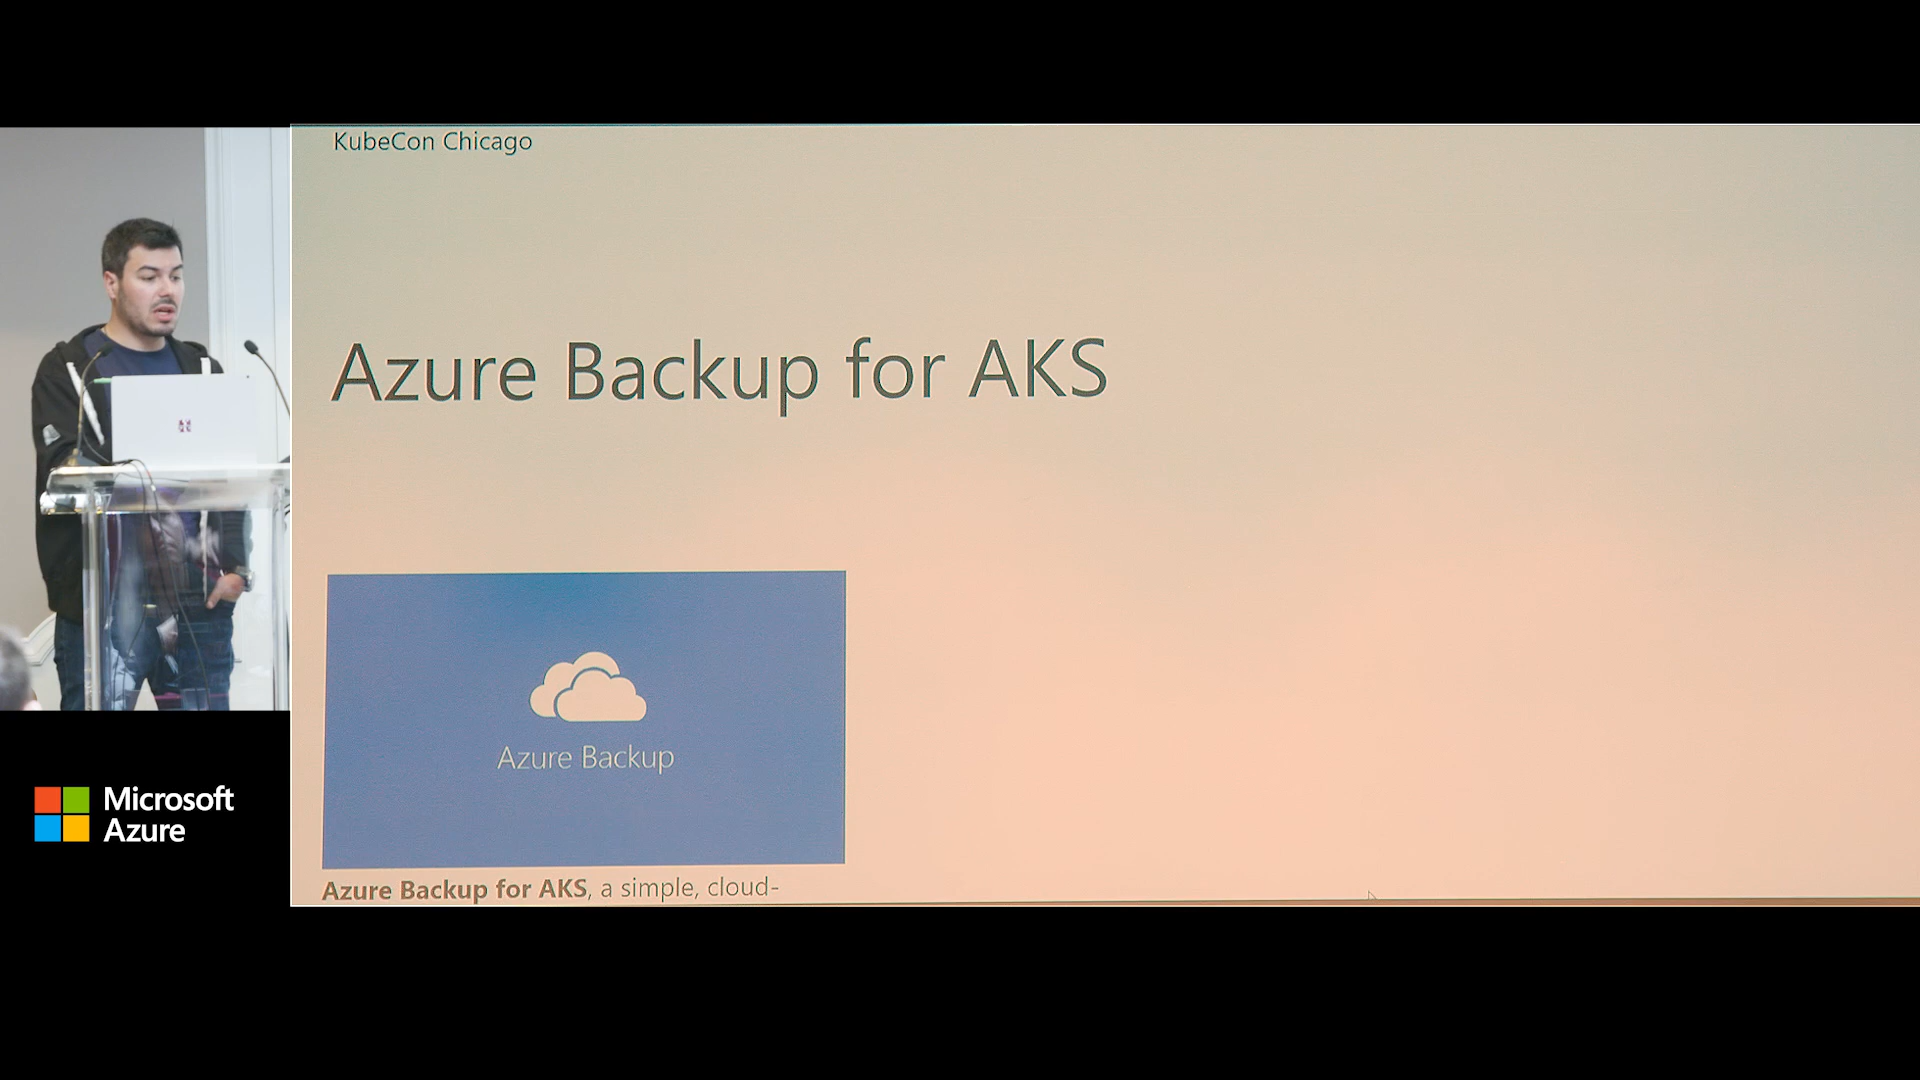 KubeCon Chicago
Azure Backup for AKS
Azure Backup
Azure Backup for AKS, a simple, cloud-
Microsoft
Azure